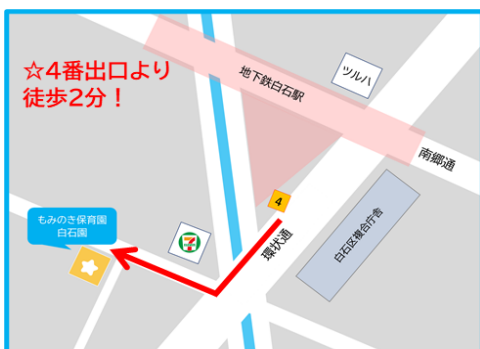 ☆4番出口より
徒歩2分！
地下鉄白石駅
ツルハ
南郷通
4
環状通
白石区複合庁舎
もみのき保育園
白石園
7